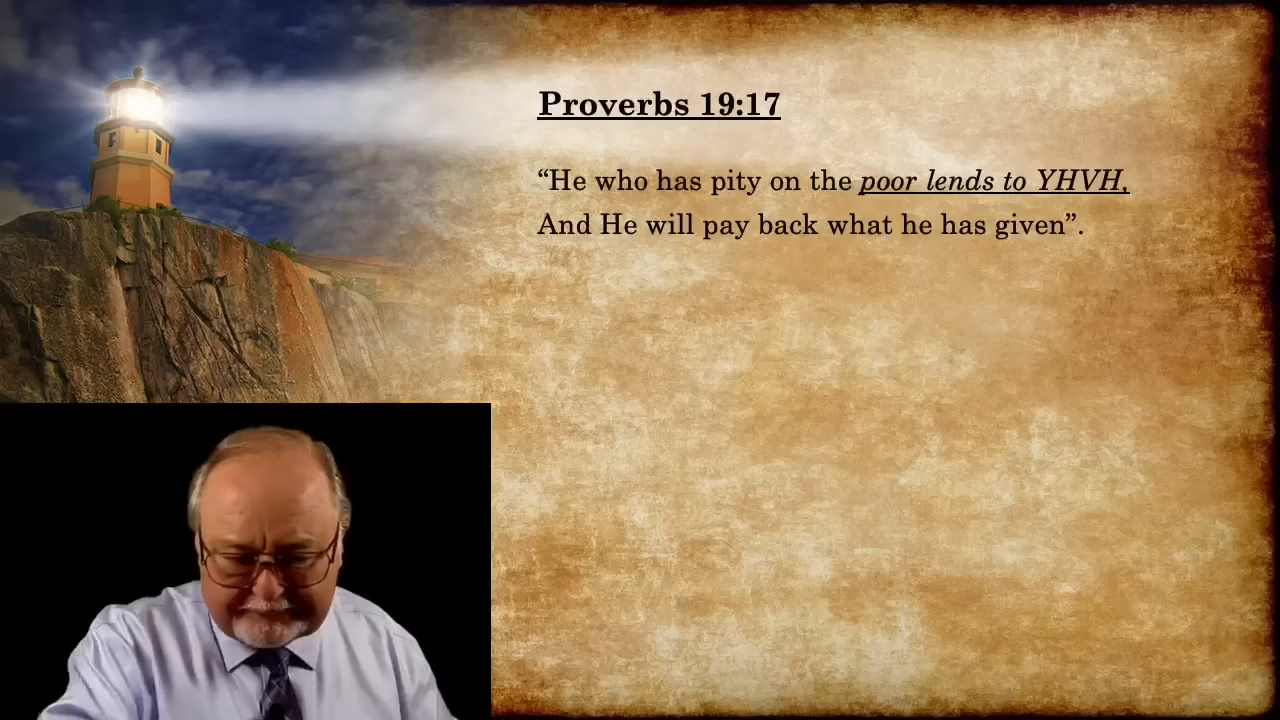 Proverbs 19:17
“He who has pity on the poor lends to YHVH,
And He will pay back what he has given”.